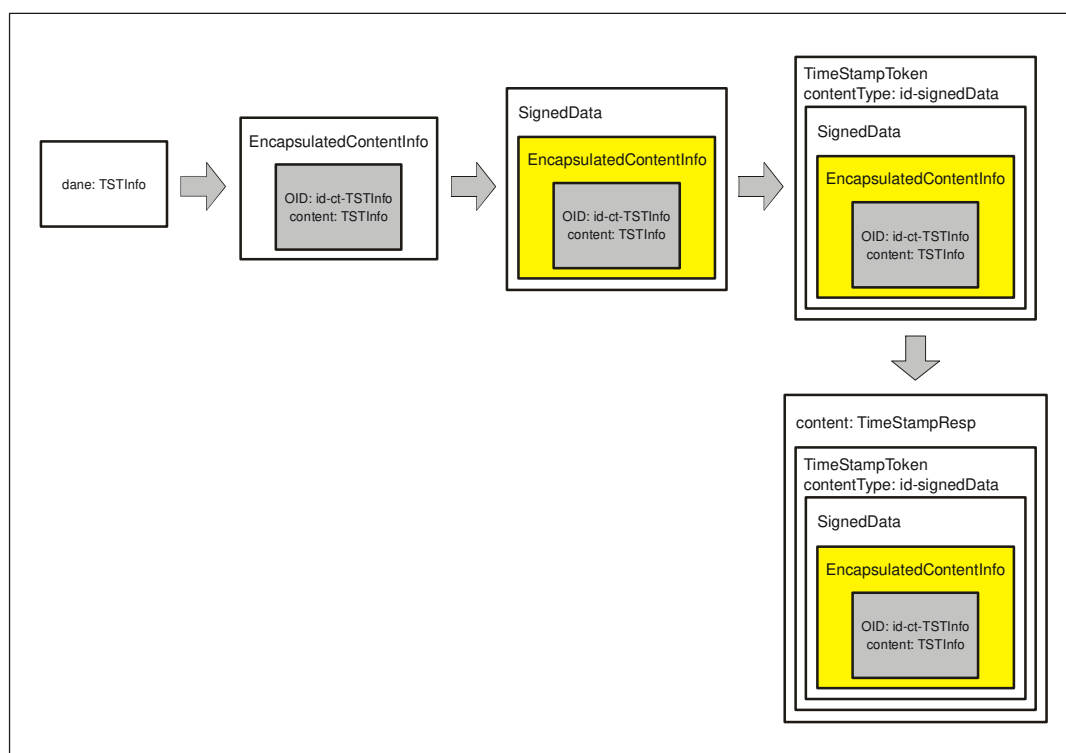 dane: TSTInfo
EncapsulatedContentInfo
OID: id-ct-TSTInfo
content: TSTInfo
SignedData
EncapsulatedContentInfo
OID: id-ct-TSTInfo
content: TSTInfo
TimeStampToken
contentType: id-signedData
SignedData
EncapsulatedContentInfo
OID: id-ct-TSTInfo
content: TSTInfo
content: TimeStampResp
TimeStampToken
contentType: id-signedData
SignedData
EncapsulatedContentInfo
OID: id-ct-TSTInfo
content: TSTInfo